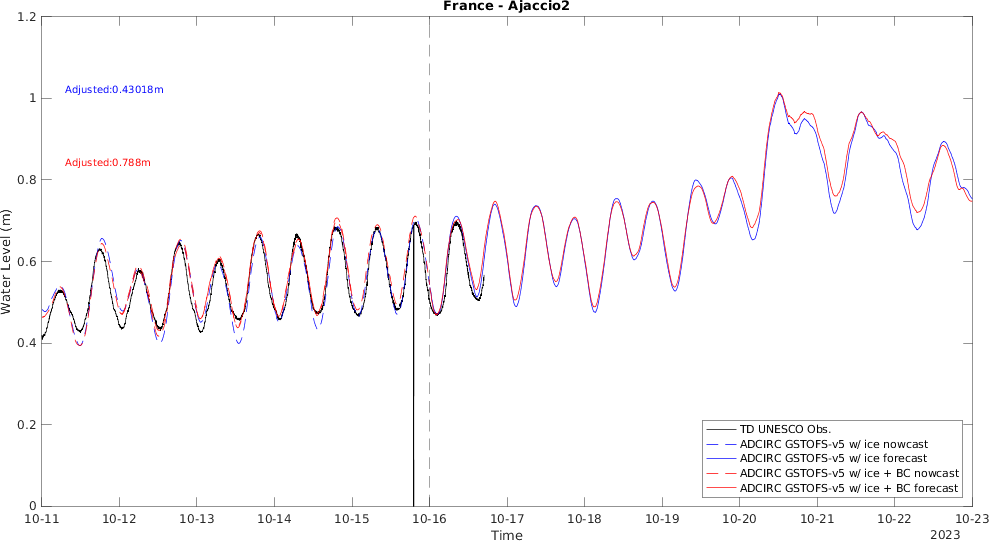 France - Ajaccio2
1.2
1
0.8
0.6
0.4
0.2
0
Water Level (m)
Adjusted:0.43018m
Adjusted:0.788m
TD UNESCO Obs.
ADCIRC GSTOFS-v5 w/ ice nowcast
ADCIRC GSTOFS-v5 w/ ice forecast
ADCIRC GSTOFS-v5 w/ ice + BC nowcast
ADCIRC GSTOFS-v5 w/ ice + BC forecast
10-11 10-12 10-13 10-14 10-15 10-16 10-17 10-18 10-19 10-20 10-21 10-22 10-23
Time
2023